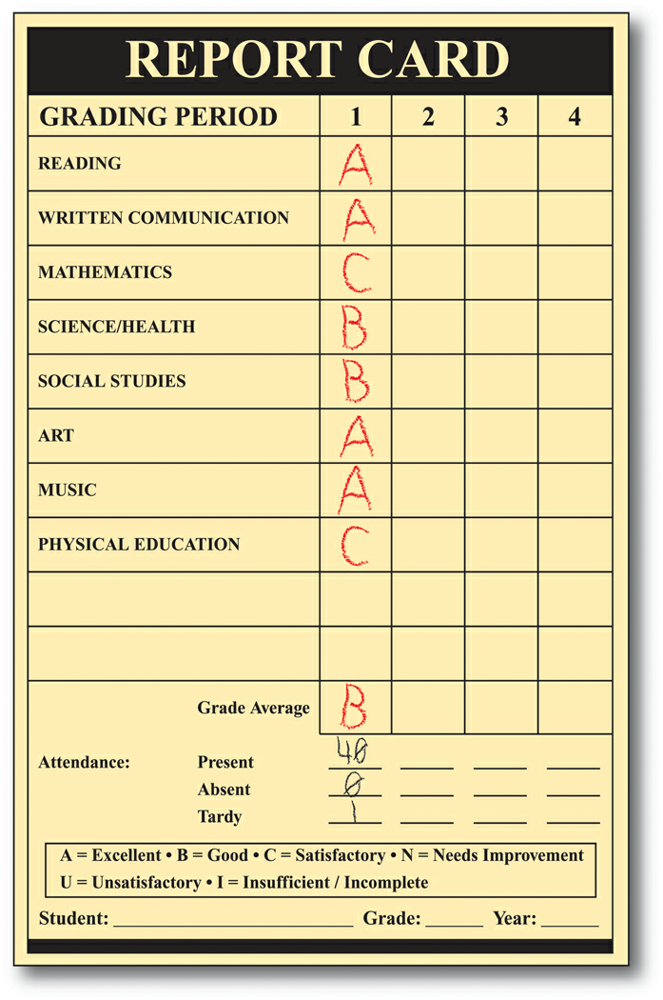 REPORT CARD
GRADING PERIOD 1 2 3 4
READING A
WRITTEN COMMUNICATION A
MATHEMATICS C
SCIENCE/HEALTH B
SOCIAL STUDIES B
ART A
MUSIC A
PHYSICAL EDUCATION C
Grade Average B
Attendance: Present 40
Absent 0
Tardy 1
A = Excellent • B = Good • C = Satisfactory • N = Needs Improvement
U = Unsatisfactory • I = Insufficient / Incomplete
Student: Grade: Year: